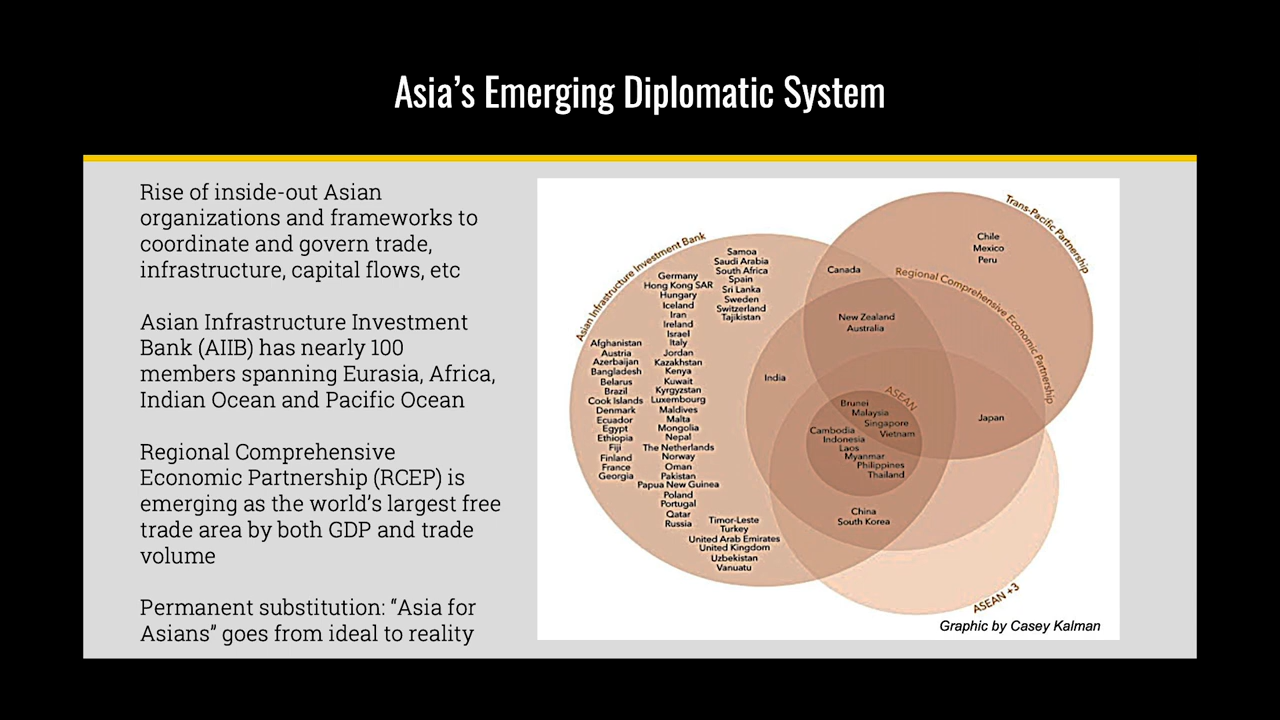 Asia’s Emerging Diplomatic System
Rise of inside-out Asian
organizations and frameworks to
coordinate and govern trade,
infrastructure, capital flows, etc
Asian Infrastructure Investment
Bank (AIIB) has nearly 100
members spanning Eurasia, Africa,
Indian Ocean and Pacific Ocean
Regional Comprehensive
Economic Partnership (RCEP) is
emerging as the world’s largest free
trade area by both GDP and trade
volume
Permanent substitution: “Asia for
Asians” goes from ideal to reality
Asian Infrastructure Investment Bank
Afghanistan
Austria
Azerbaijan
Bangladesh
Belarus
Brazil
Cook Islands
Denmark
Ecuador
Egypt
Ethiopia
Fiji
Finland
France
Georgia
Germany
Hong Kong SAR
Hungary
Iceland
Iran
Ireland
Israel
Italy
Jordan
Kazakhstan
Kenya
Kuwait
Kyrgyzstan
Luxembourg
Maldives
Malta
Mongolia
Nepal
The Netherlands
Norway
Oman
Pakistan
Papua New Guinea
Poland
Portugal
Qatar
Russia
Samoa
Saudi Arabia
South Africa
Spain
Sri Lanka
Sweden
Switzerland
Tajikistan
Timor-Leste
Turkey
United Arab Emirates
United Kingdom
Uzbekistan
Vanuatu
Trans-Pacific Partnership
Chile
Mexico
Peru
Canada
Regional Comprehensive Economic Partnership
New Zealand
Australia
India
ASEAN
Brunei
Malaysia
Singapore
Vietnam
Cambodia
Indonesia
Laos
Myanmar
Philippines
Thailand
Japan
China
South Korea
ASEAN +3
Graphic by Casey Kalman